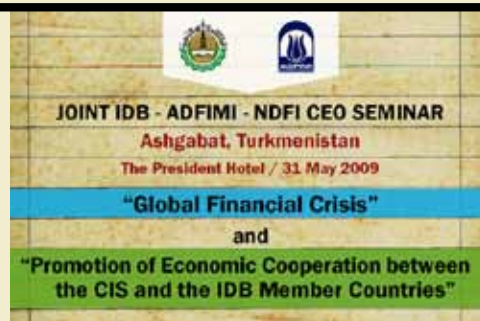 JOINT IDB - ADFIMI - NDFI CEO SEMINAR
Ashgabat, Turkmenistan
The President Hotel / 31 May 2009
“Global Financial Crisis”
and
“Promotion of Economic Cooperation between
the CIS and the IDB Member Countries”